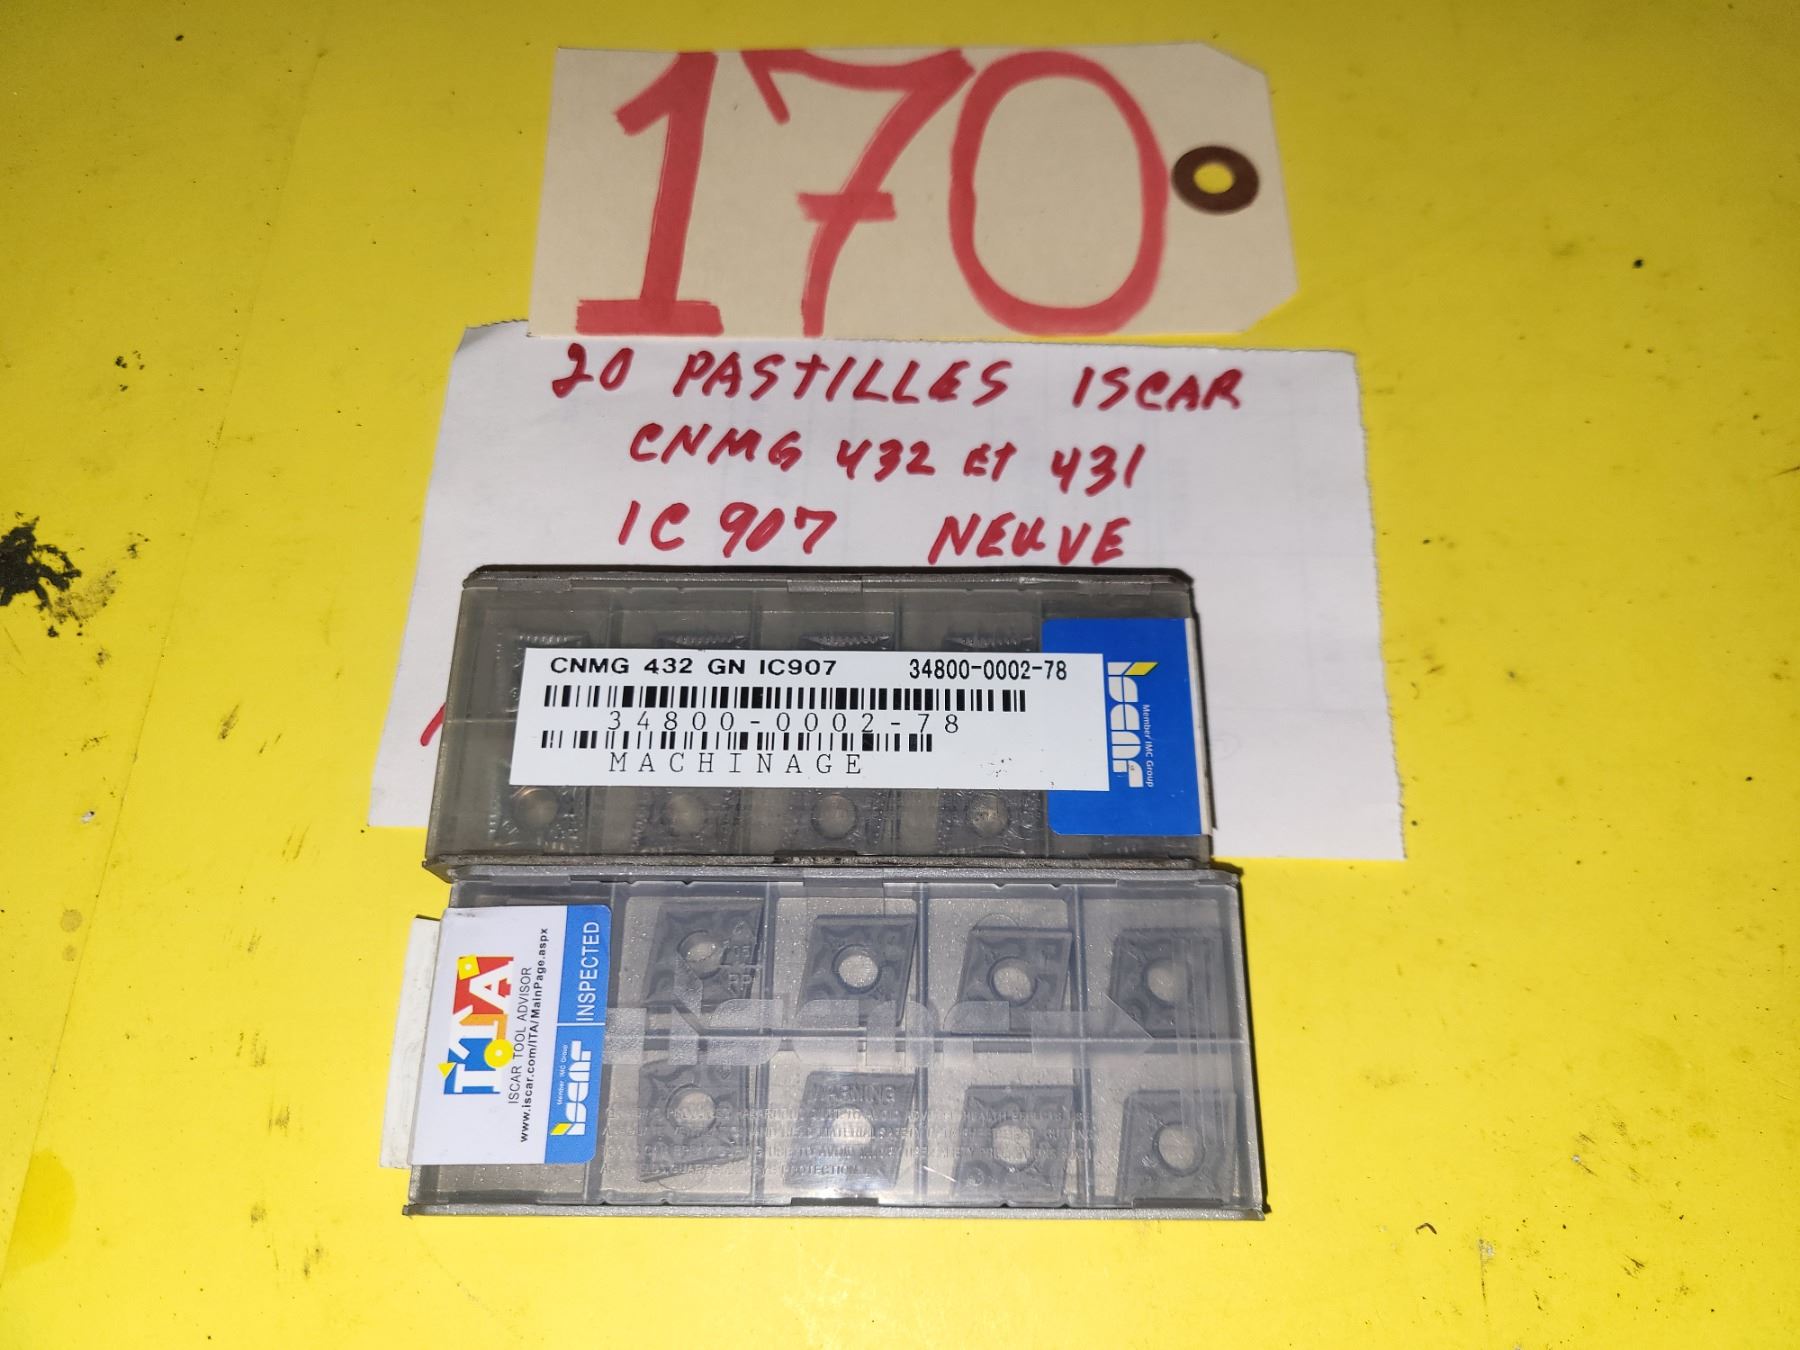 170
20 PASTILLES ISCAR
CNMG 432 ET 431
IC 907 NEUVE
CNMG 432 GN IC907 34800-0002-78
34800-0002-78
MACHINAGE
ISCAR
Member IMC Group
ITA
ISCAR TOOL ADVISOR
www.iscar.com/ITA/MainPage.aspx
Member IMC Group
ISCAR INSPECTED
ISCAR
WARNING